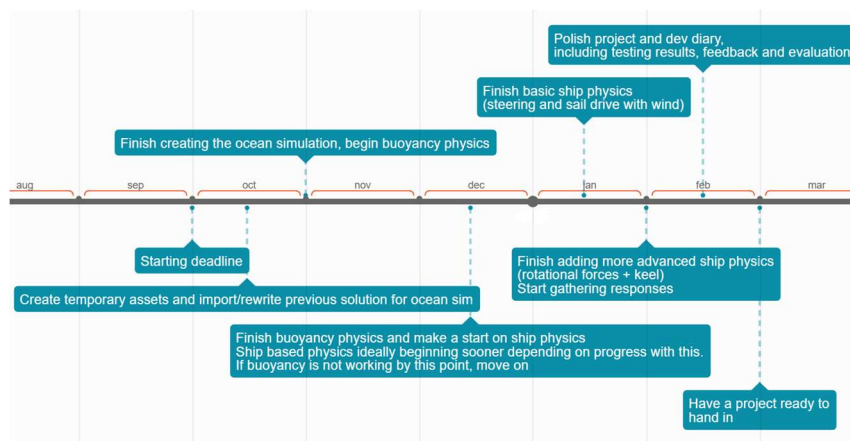 Polish project and dev diary,
including testing results, feedback and evaluation
Finish basic ship physics
(steering and sail drive with wind)
Finish creating the ocean simulation, begin buoyancy physics
aug
sep
oct
nov
dec
jan
feb
mar
Starting deadline
Create temporary assets and import/rewrite previous solution for ocean sim
Finish adding more advanced ship physics
(rotational forces + keel)
Start gathering responses
Finish buoyancy physics and make a start on ship physics
Ship based physics ideally beginning sooner depending on progress with this.
If buoyancy is not working by this point, move on
Have a project ready to
hand in